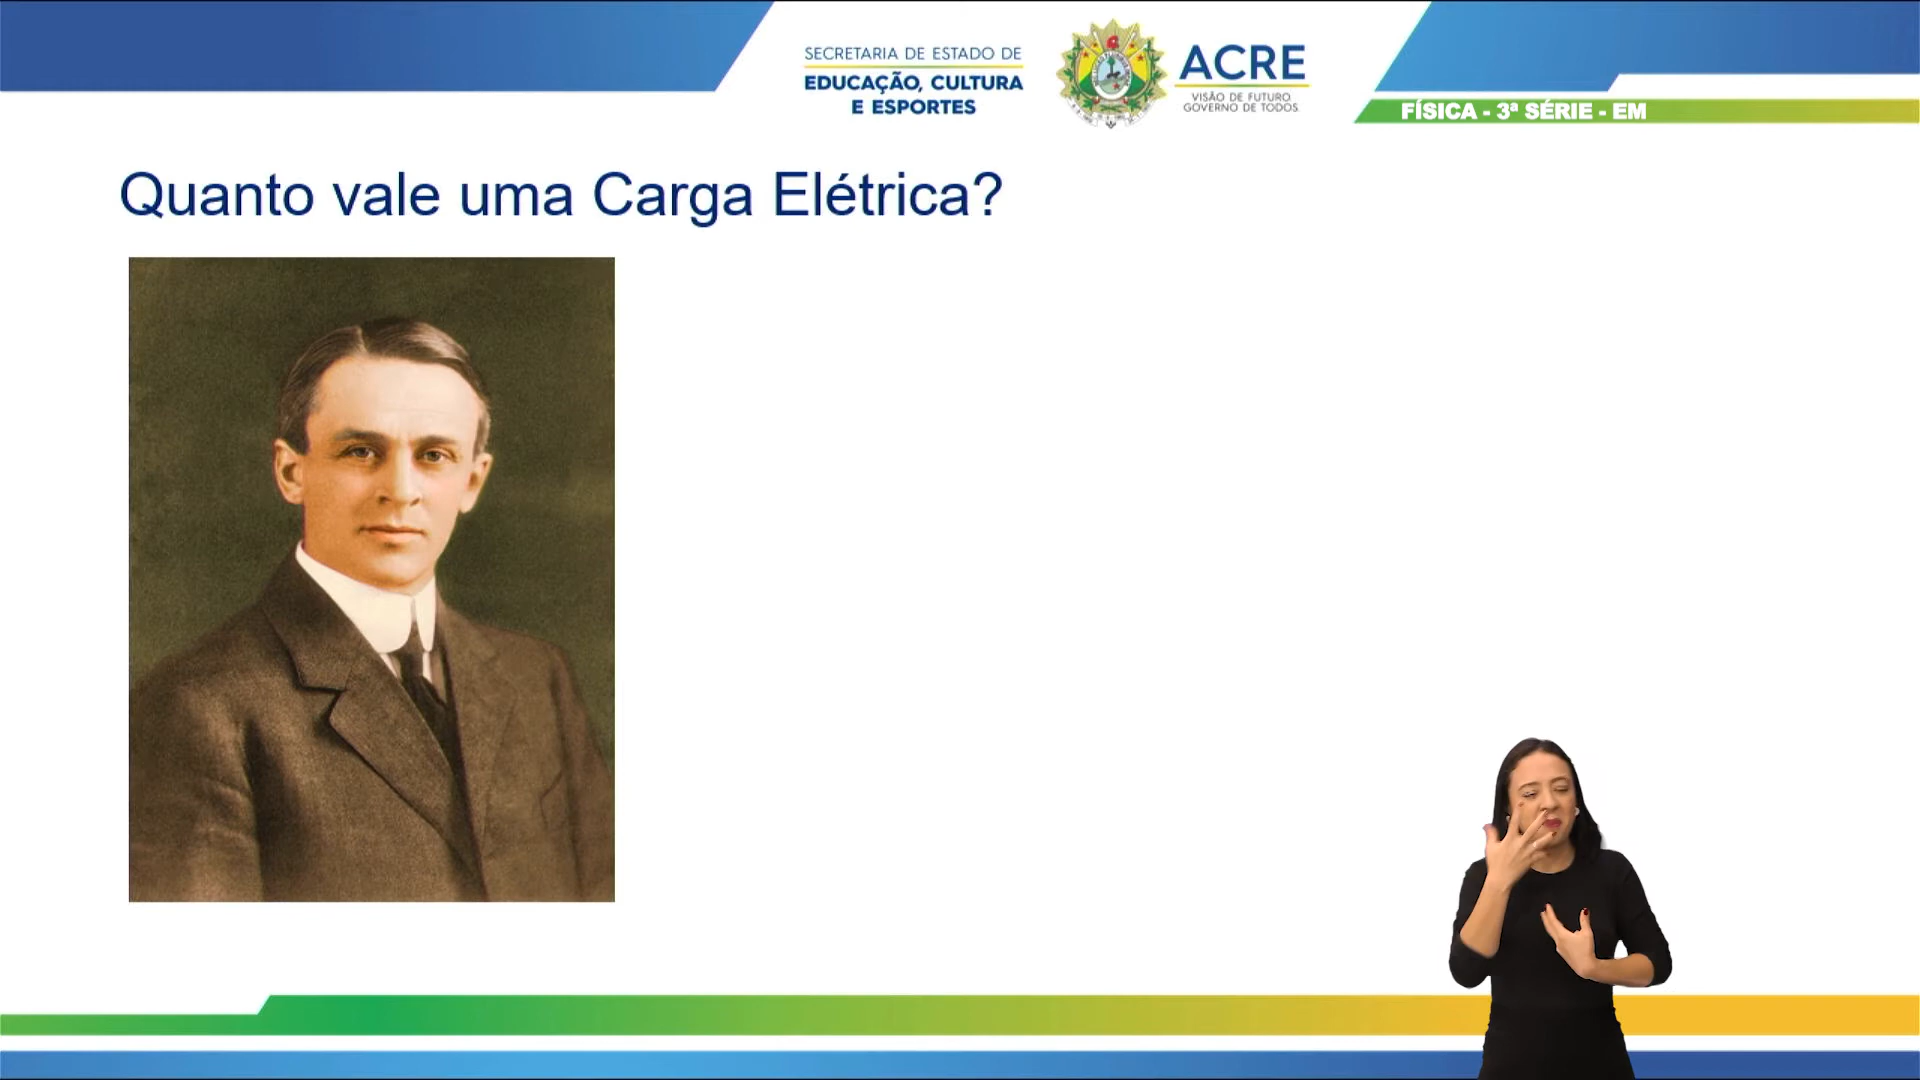 SECRETARIA DE ESTADO DE
EDUCAÇÃO, CULTURA
E ESPORTES
ACRE
VISÃO DE FUTURO.
GOVERNO DE TODOS.
FÍSICA - 3ª SÉRIE - EM
Quanto vale uma Carga Elétrica?